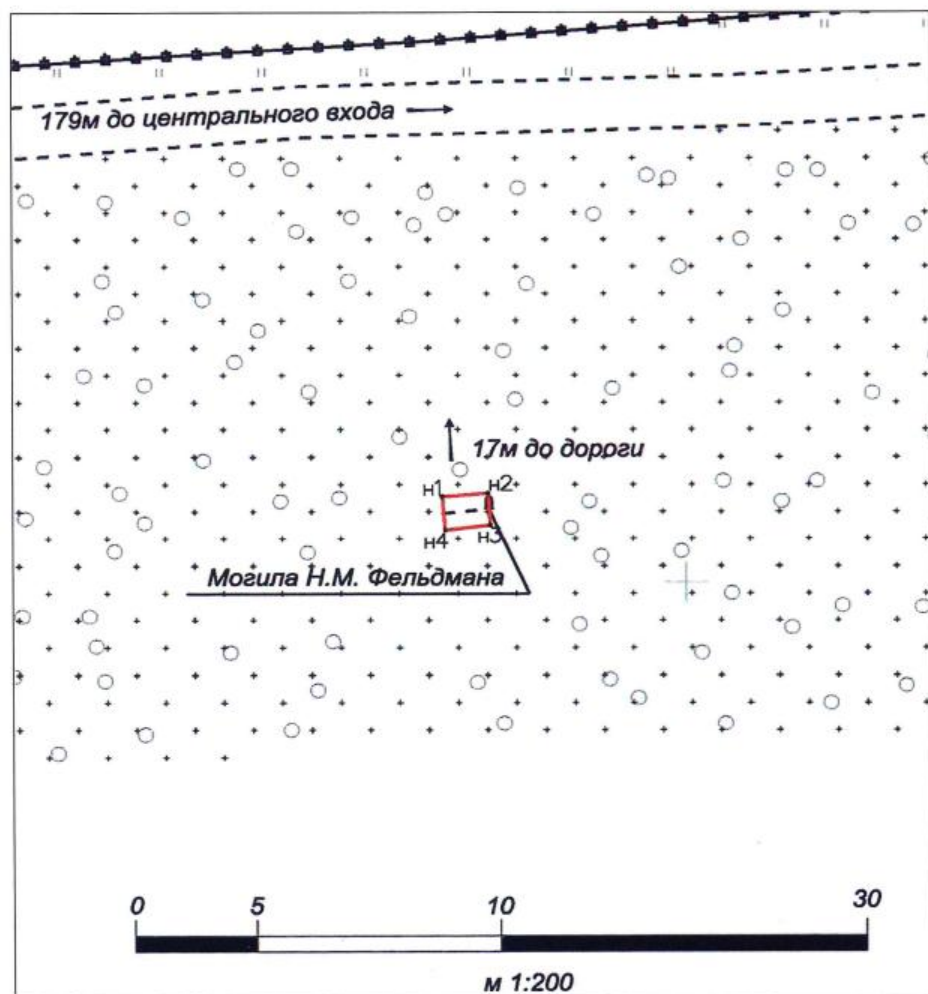 179м до центрального входа
17м до дороги
н1 н2
н4 н3
Могила Н.М. Фельдмана
0 5 10 30
м 1:200